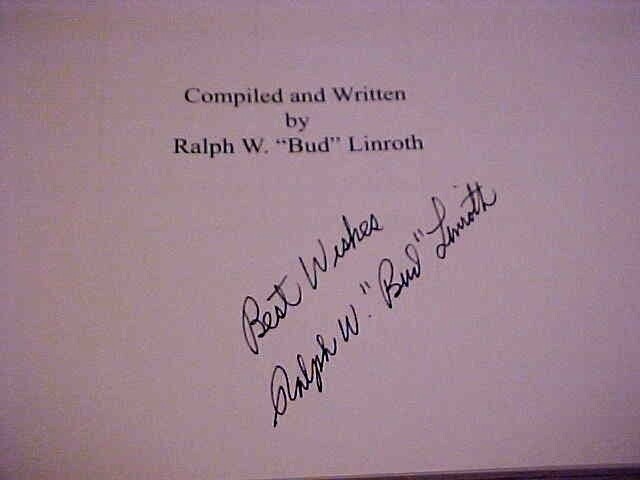 Compiled and Written
by
Ralph W. “Bud” Linroth
Best Wishes
Ralph W. "Bud" Linroth